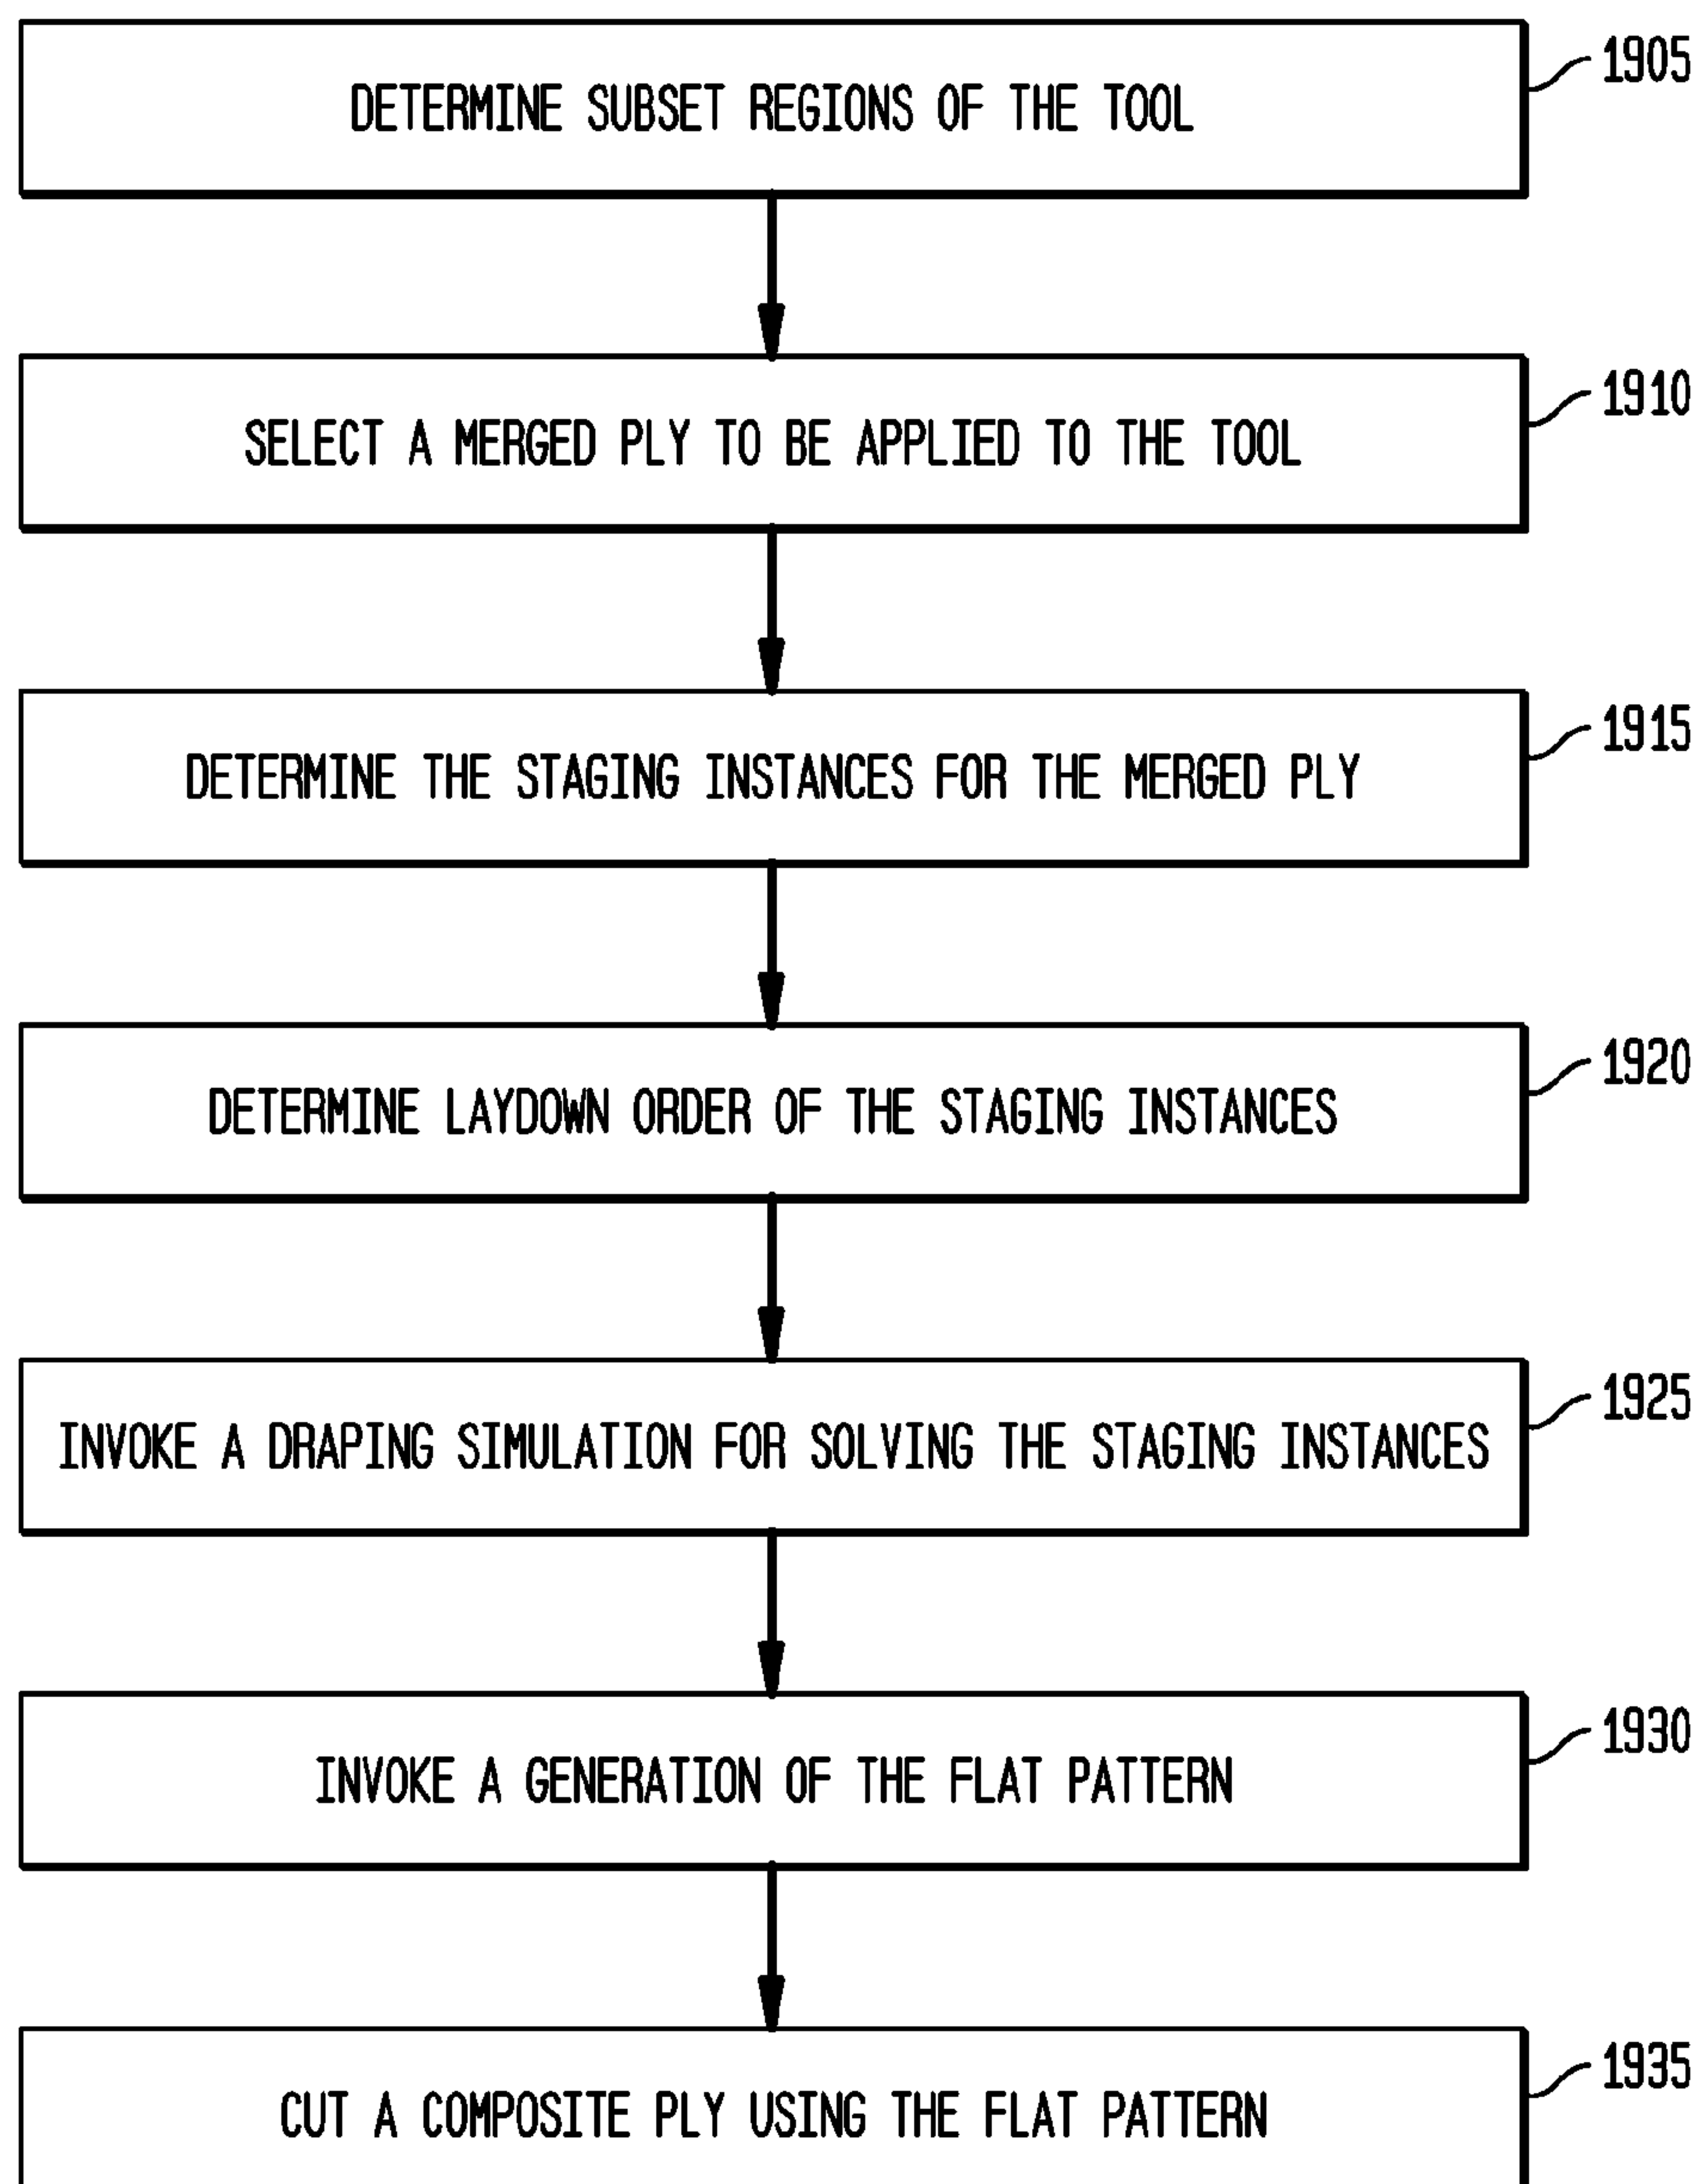 DETERMINE SUBSET REGIONS OF THE TOOL
1905
SELECT A MERGED PLY TO BE APPLIED TO THE TOOL
1910
DETERMINE THE STAGING INSTANCES FOR THE MERGED PLY
1915
DETERMINE LAYDOWN ORDER OF THE STAGING INSTANCES
1920
INVOKE A DRAPING SIMULATION FOR SOLVING THE STAGING INSTANCES
1925
INVOKE A GENERATION OF THE FLAT PATTERN
1930
CUT A COMPOSITE PLY USING THE FLAT PATTERN
1935